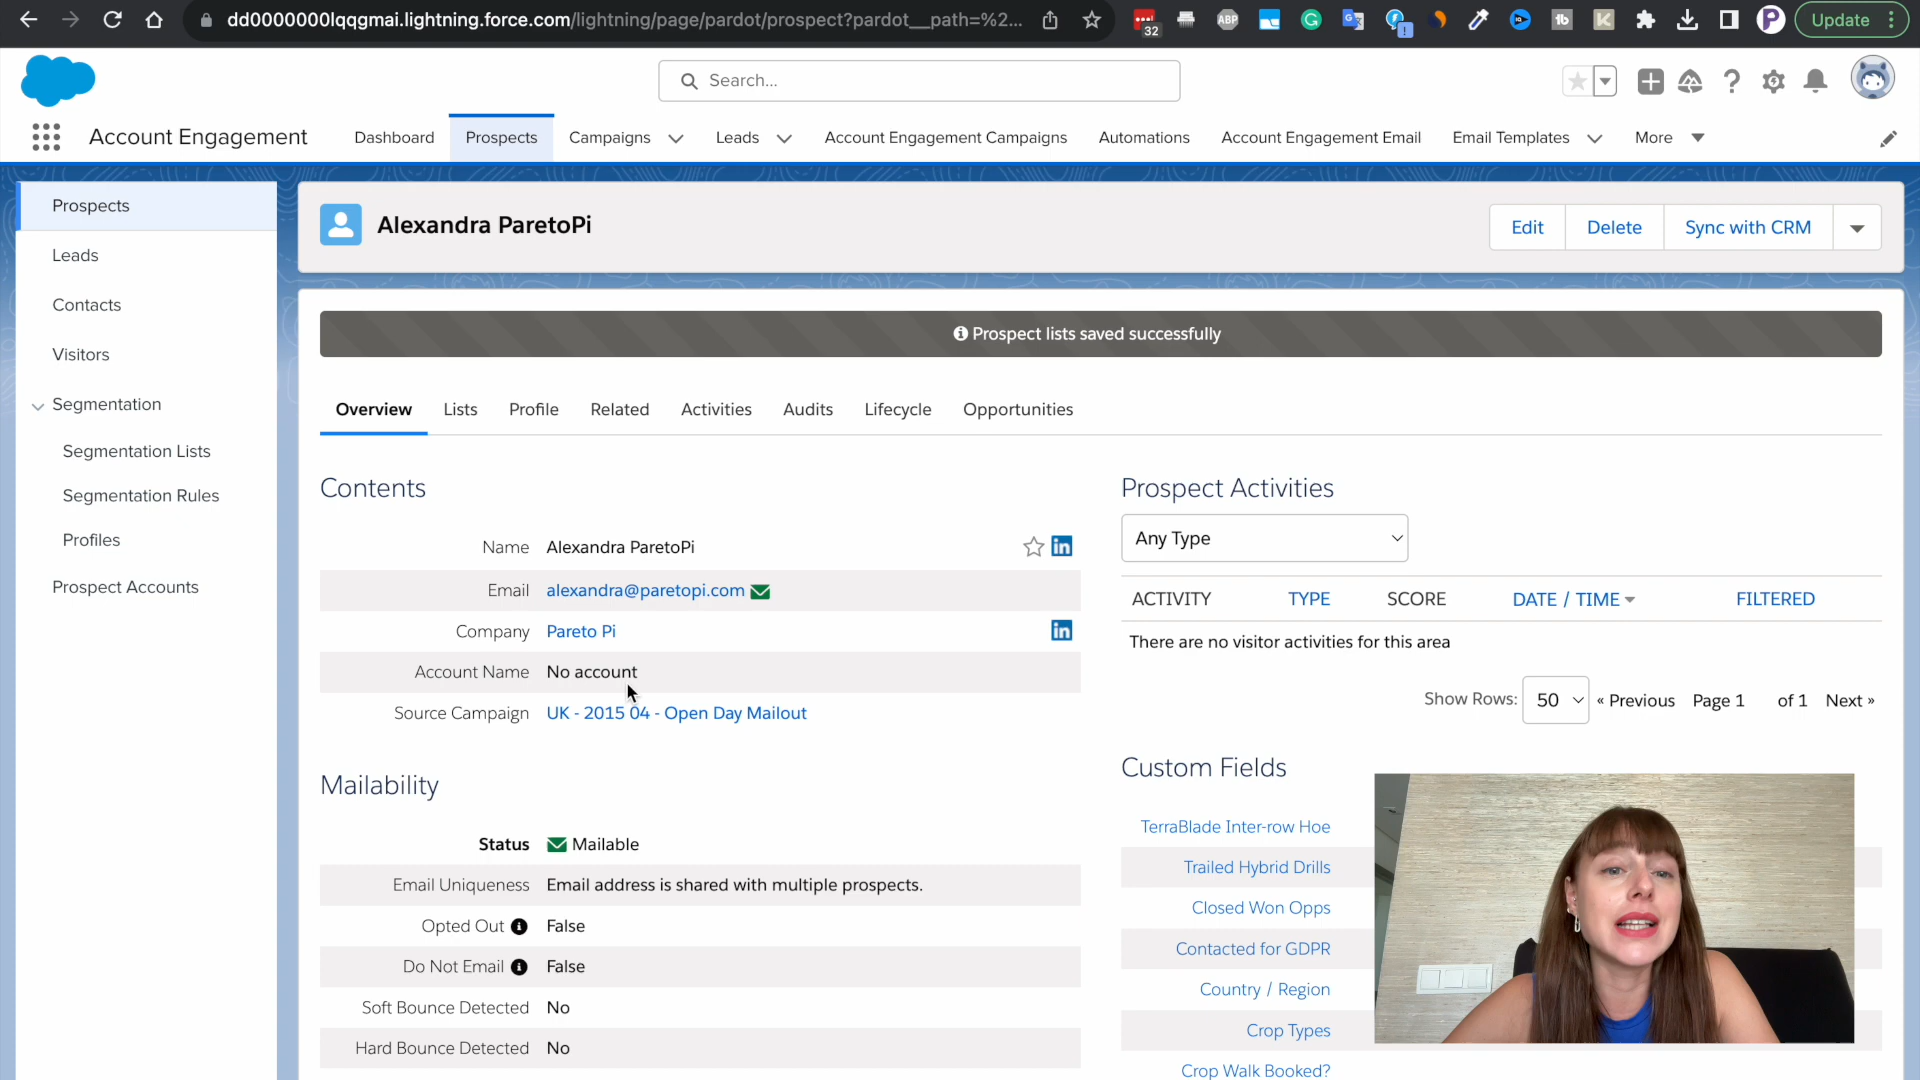 dd0000000lqqgmai.lightning.force.com/lightning/page/pardot/prospect?pardot__path=%2...
32
ABP
Update
Search...
Account Engagement
Dashboard
Prospects
Campaigns
Leads
Account Engagement Campaigns
Automations
Account Engagement Email
Email Templates
More
Prospects
Leads
Contacts
Visitors
Segmentation
Segmentation Lists
Segmentation Rules
Profiles
Prospect Accounts
Alexandra ParetoPi
Edit
Delete
Sync with CRM
Prospect lists saved successfully
Overview
Lists
Profile
Related
Activities
Audits
Lifecycle
Opportunities
Contents
Name Alexandra ParetoPi
Email alexandra@paretopi.com
Company Pareto Pi
Account Name No account
Source Campaign UK - 2015 04 - Open Day Mailout
Mailability
Status Mailable
Email Uniqueness Email address is shared with multiple prospects.
Opted Out False
Do Not Email False
Soft Bounce Detected No
Hard Bounce Detected No
Prospect Activities
Any Type
ACTIVITY TYPE SCORE DATE / TIME FILTERED
There are no visitor activities for this area
Show Rows: 50 « Previous Page 1 of 1 Next »
Custom Fields
TerraBlade Inter-row Hoe
Trailed Hybrid Drills
Closed Won Opps
Contacted for GDPR
Country / Region
Crop Types
Crop Walk Booked?